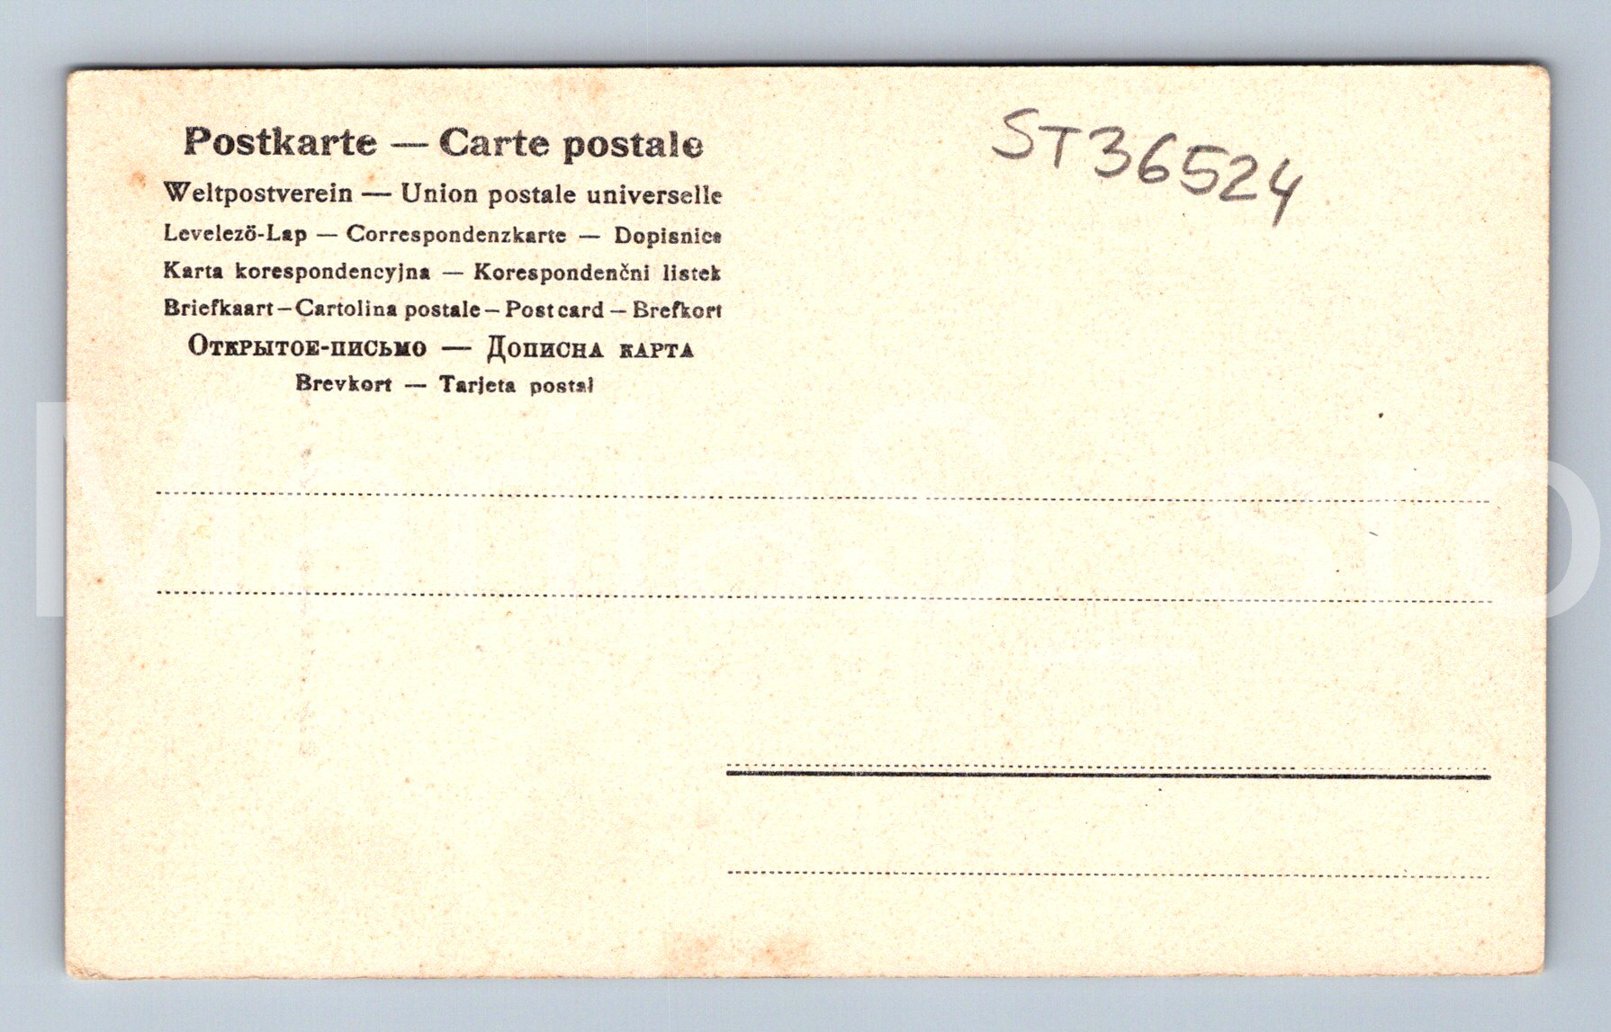 Postkarte — Carte postale
Weltpostverein — Union postale universelle
Levelező-Lap — Correspondenzkarte — Dopisnice
Karta korespondencyjna — Korespondenčni listek
Briefkaart — Cartolina postale — Post card — Brefkort
Открытое-письмо — Дописна карта
Brevkort — Tarjeta postal
ST36524